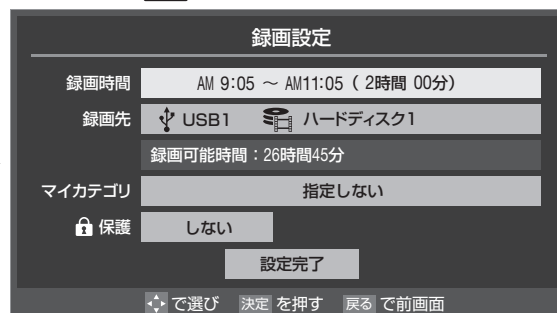 録画設定
録画時間 AM 9:05 ～ AM11:05 ( 2時間 00分)
録画先 USB1 ハードディスク1
録画可能時間：26時間45分
マイカテゴリ 指定しない
保護 しない
設定完了
で選び 決定 を押す 戻る で前画面